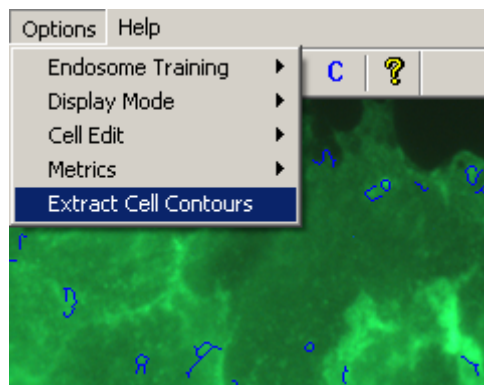 Options Help
Endosome Training
C ?
Display Mode
Cell Edit
Metrics
Extract Cell Contours